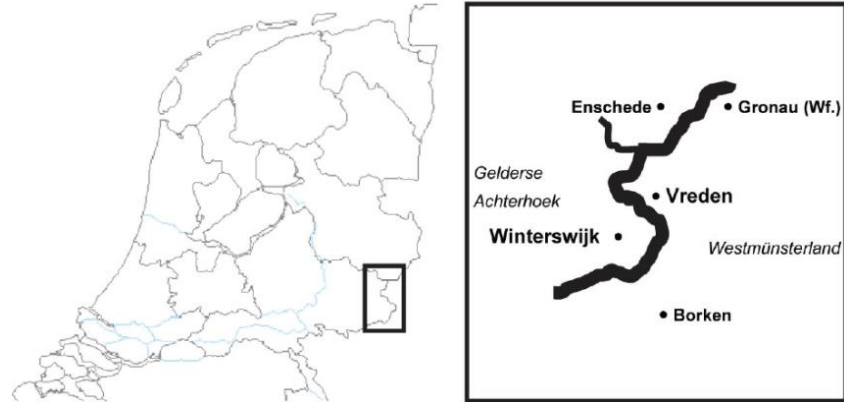 Enschede
Gronau (Wf.)
Gelderse
Achterhoek
Vreden
Winterswijk
Westmünsterland
Borken